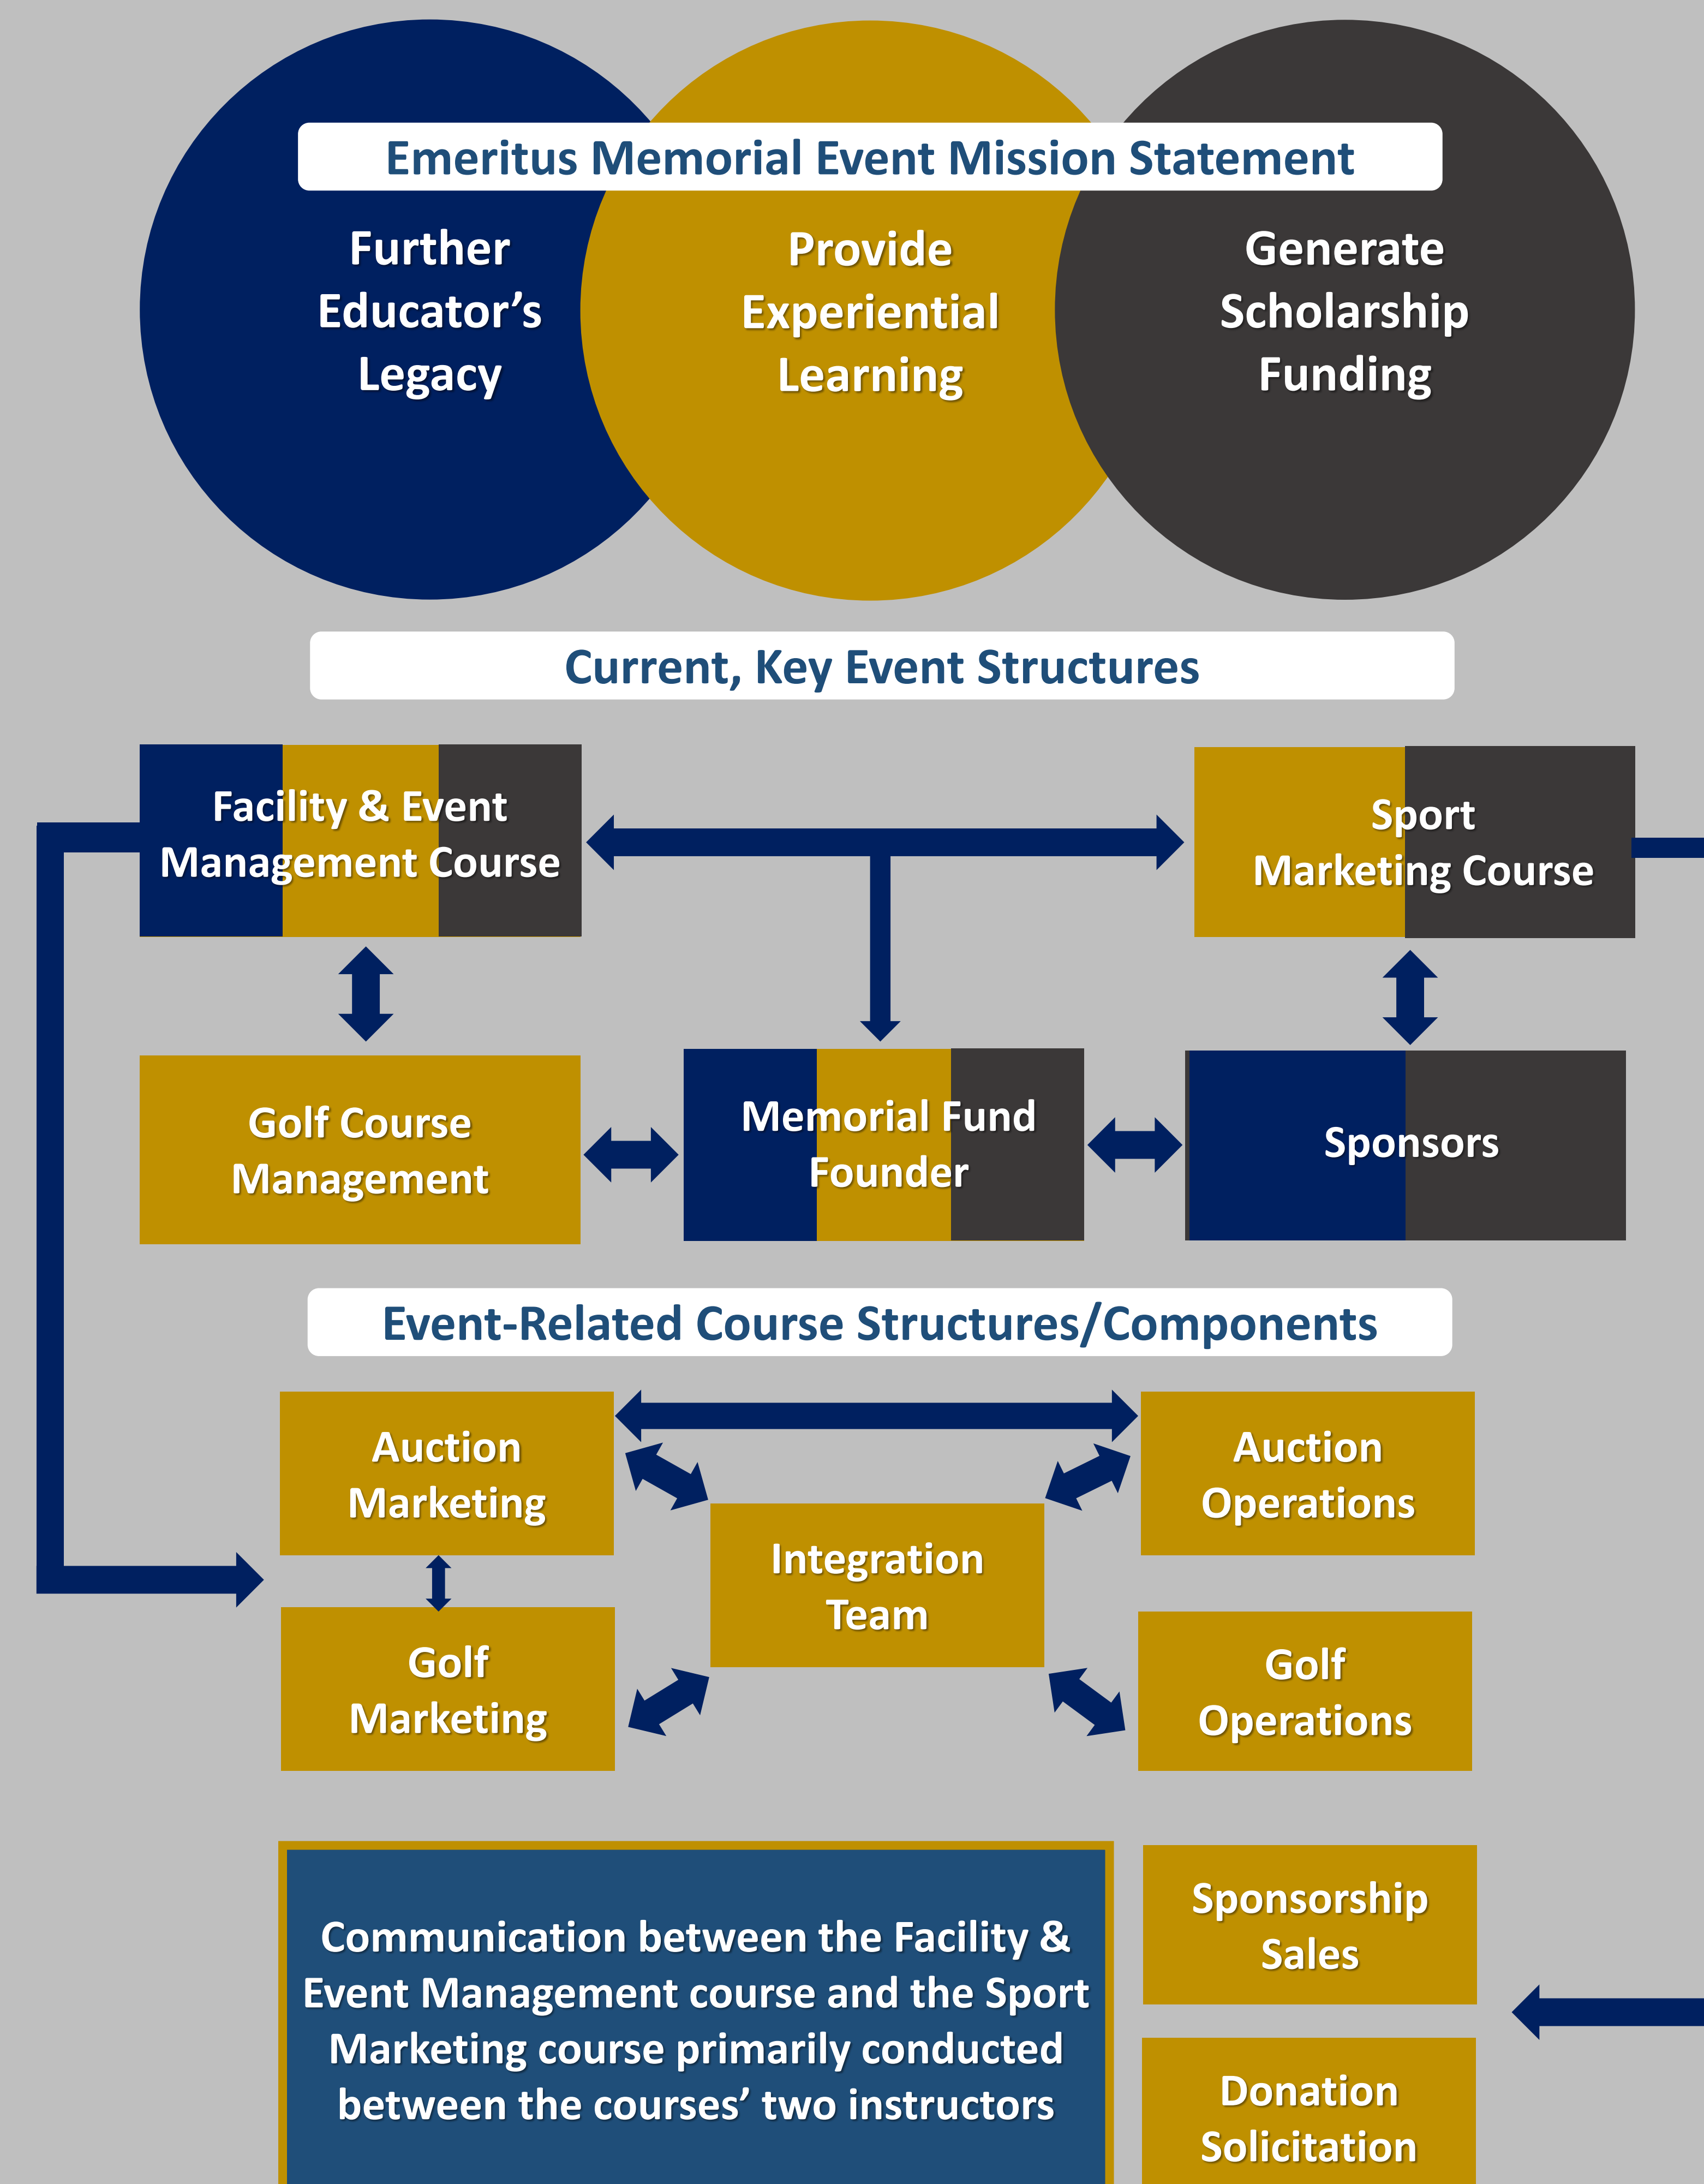 Emeritus Memorial Event Mission Statement
Further
Educator’s
Legacy
Provide
Experiential
Learning
Generate
Scholarship
Funding
Current, Key Event Structures
Facility & Event
Management Course
Sport
Marketing Course
Golf Course
Management
Memorial Fund
Founder
Sponsors
Event-Related Course Structures/Components
Auction
Marketing
Auction
Operations
Integration
Team
Golf
Marketing
Golf
Operations
Communication between the Facility &
Event Management course and the Sport
Marketing course primarily conducted
between the courses’ two instructors
Sponsorship
Sales
Donation
Solicitation